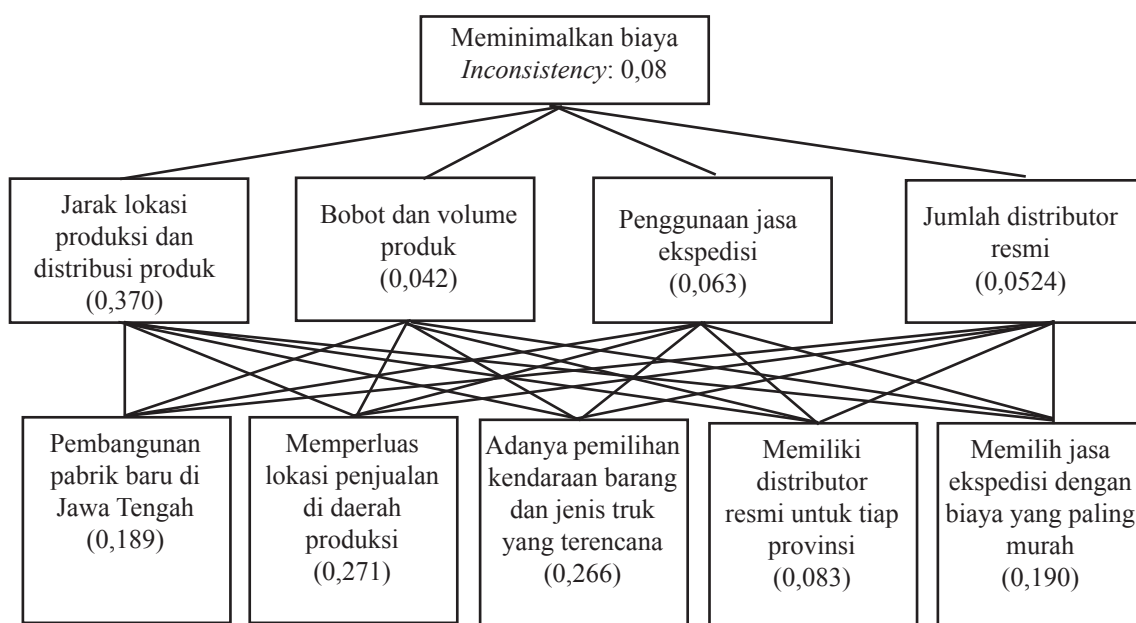 Meminimalkan biaya
Inconsistency: 0,08
Jarak lokasi
produksi dan
distribusi produk
(0,370)
Bobot dan volume
produk
(0,042)
Penggunaan jasa
ekspedisi
(0,063)
Jumlah distributor
resmi
(0,0524)
Pembangunan
pabrik baru di
Jawa Tengah
(0,189)
Memperluas
lokasi penjualan
di daerah
produksi
(0,271)
Adanya pemilihan
kendaraan barang
dan jenis truk
yang terencana
(0,266)
Memiliki
distributor
resmi untuk tiap
provinsi
(0,083)
Memilih jasa
ekspedisi dengan
biaya yang paling
murah
(0,190)